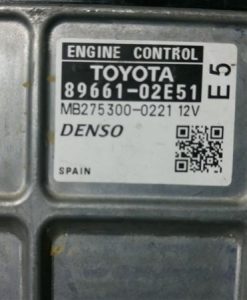 ENGINE CONTROL
TOYOTA
89661-02E51
MB275300-0221 12V
DENSO
SPAIN
E5